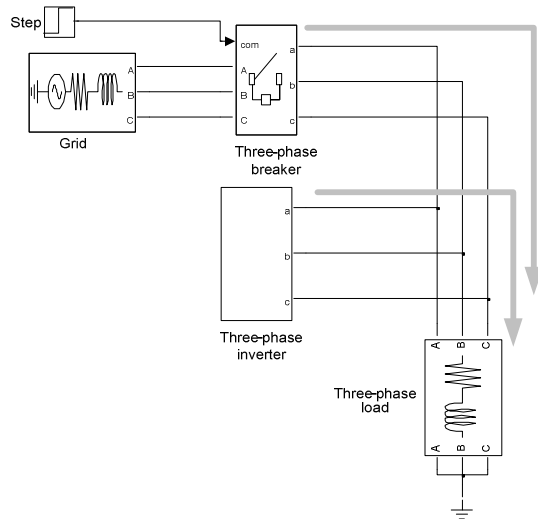 Step
com
a
A
B
C
A
b
B
C
c
Grid
Three-phase
breaker
a
b
c
Three-phase
inverter
A B C
Three-phase
load
A B C